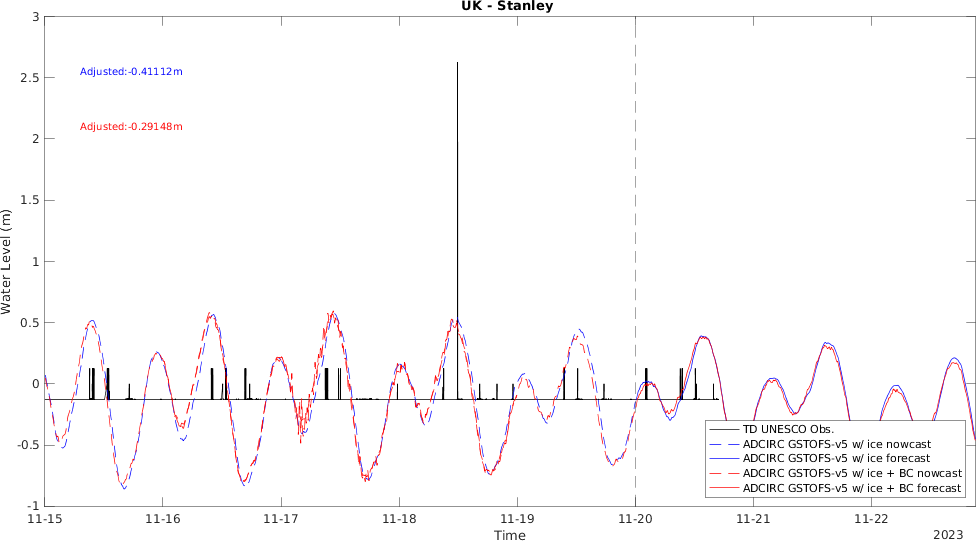 UK - Stanley
3
2.5
2
1.5
1
0.5
0
-0.5
-1
Water Level (m)
Adjusted:-0.41112m
Adjusted:-0.29148m
TD UNESCO Obs.
ADCIRC GSTOFS-v5 w/ ice nowcast
ADCIRC GSTOFS-v5 w/ ice forecast
ADCIRC GSTOFS-v5 w/ ice + BC nowcast
ADCIRC GSTOFS-v5 w/ ice + BC forecast
11-15 11-16 11-17 11-18 11-19 11-20 11-21 11-22
Time
2023